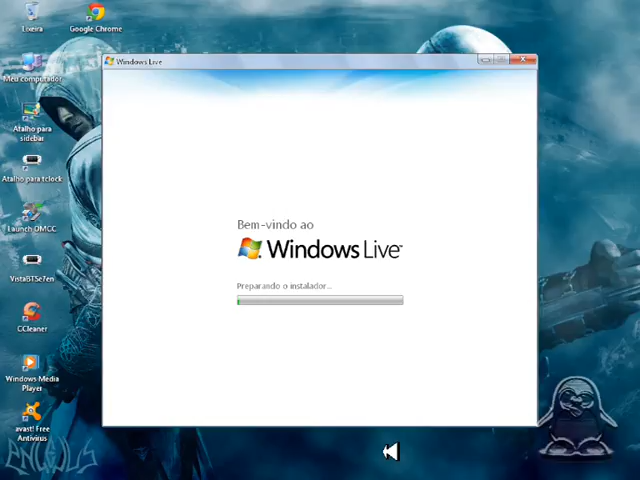 Lixeira
Google Chrome
Meu computador
Atalho para
sidebar
Atalho para tclock
Launch OMCC
VistaBTSe7en
CCleaner
Windows Media
Player
avast! Free
Antivirus
Windows Live
Bem-vindo ao
Windows Live
Preparando o instalador...